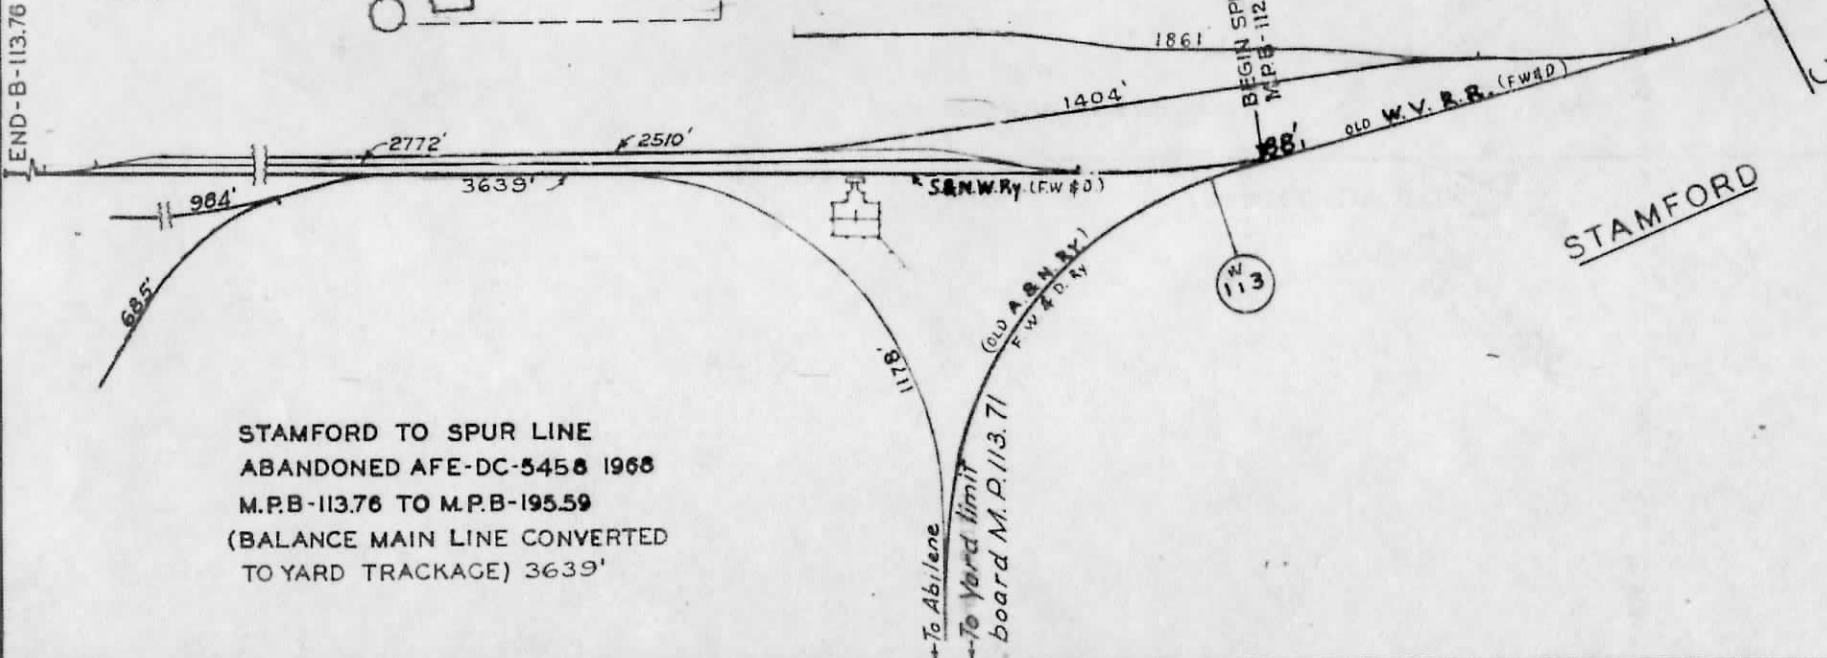 END-B-113.76
1861
BEGIN
M.P.B-112
1404'
OLD W.V. R.R. (FW&D)
2772'
2510'
88'
3639'
S&N.W.Ry.(F.W&D.)
984'
STAMFORD
W
113
685'
(OLD A.& N. RY.)
F.W & D. Ry
1178'
STAMFORD TO SPUR LINE
ABANDONED AFE-DC-5458 1968
M.P.B-113.76 TO M.P.B-195.59
(BALANCE MAIN LINE CONVERTED
TO YARD TRACKAGE) 3639'
To Abilene
To Yard limit
board M.P. 113.71